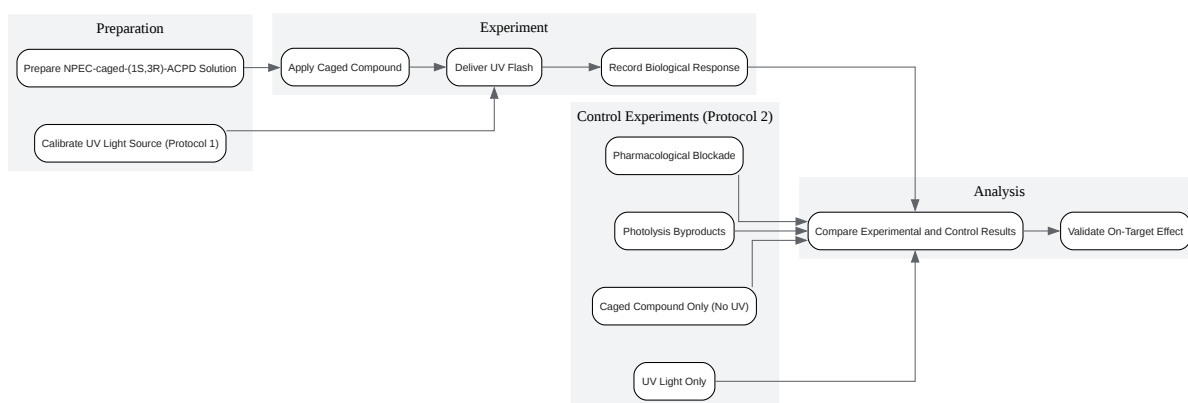 Preparation
Prepare NPEC-caged-(1S,3R)-ACPD Solution
Calibrate UV Light Source (Protocol 1)
Experiment
Apply Caged Compound
Deliver UV Flash
Record Biological Response
Control Experiments (Protocol 2)
Pharmacological Blockade
Photolysis Byproducts
Caged Compound Only (No UV)
UV Light Only
Analysis
Compare Experimental and Control Results
Validate On-Target Effect